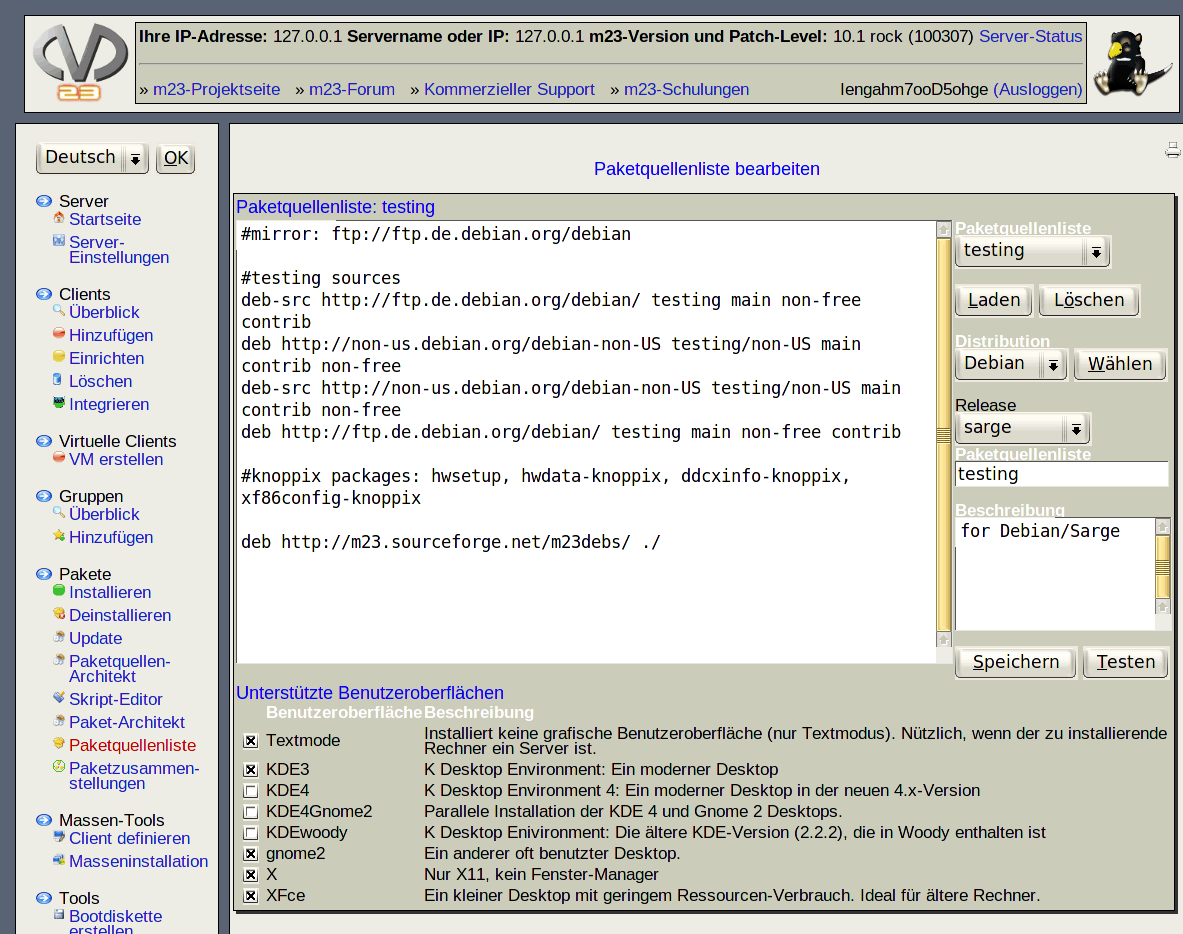 Ihre IP-Adresse: 127.0.0.1 Servername oder IP: 127.0.0.1 m23-Version und Patch-Level: 10.1 rock (100307) Server-Status
» m23-Projektseite » m23-Forum » Kommerzieller Support » m23-Schulungen Iengahm7ooD5ohge (Ausloggen)
23
Deutsch OK
Server
Startseite
Server-
Einstellungen
Clients
Überblick
Hinzufügen
Einrichten
Löschen
Integrieren
Virtuelle Clients
VM erstellen
Gruppen
Überblick
Hinzufügen
Pakete
Installieren
Deinstallieren
Update
Paketquellen-
Architekt
Skript-Editor
Paket-Architekt
Paketquellenliste
Paketzusammen-
stellungen
Massen-Tools
Client definieren
Masseninstallation
Tools
Bootdiskette
erstellen
Paketquellenliste bearbeiten
Paketquellenliste: testing
#mirror: ftp://ftp.de.debian.org/debian
#testing sources
deb-src http://ftp.de.debian.org/debian/ testing main non-free
contrib
deb http://non-us.debian.org/debian-non-US testing/non-US main
contrib non-free
deb-src http://non-us.debian.org/debian-non-US testing/non-US main
contrib non-free
deb http://ftp.de.debian.org/debian/ testing main non-free contrib
#knoppix packages: hwsetup, hwdata-knoppix, ddcxinfo-knoppix,
xf86config-knoppix
deb http://m23.sourceforge.net/m23debs/ ./
Paketquellenliste
testing
Laden Löschen
Distribution
Debian Wählen
Release
sarge
Paketquellenliste
testing
Beschreibung
for Debian/Sarge
Speichern Testen
Unterstützte Benutzeroberflächen
Benutzeroberfläche Beschreibung
Textmode Installiert keine grafische Benutzeroberfläche (nur Textmodus). Nützlich, wenn der zu installierende
Rechner ein Server ist.
KDE3 K Desktop Environment: Ein moderner Desktop
KDE4 K Desktop Environment 4: Ein moderner Desktop in der neuen 4.x-Version
KDE4Gnome2 Parallele Installation der KDE 4 und Gnome 2 Desktops.
KDEwoody K Desktop Enivironment: Die ältere KDE-Version (2.2.2), die in Woody enthalten ist
gnome2 Ein anderer oft benutzter Desktop.
X Nur X11, kein Fenster-Manager
XFce Ein kleiner Desktop mit geringem Ressourcen-Verbrauch. Ideal für ältere Rechner.